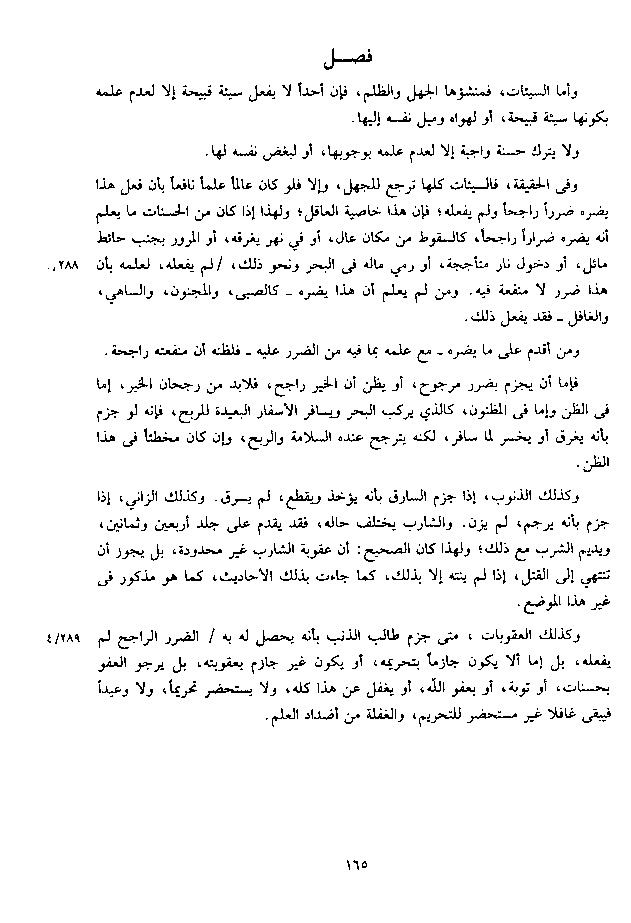 فصـــل
وأما السيئات، فمنشؤها الجهل والظلم، فإن أحداً لا يفعل سيئة قبيحة إلا لعدم علمه
بكونها سيئة قبيحة، أو لهواه وميل نفسه إليها.
ولا يترك حسنة واجبة إلا لعدم علمه بوجوبها، أو لبغض نفسه لها.
وفى الحقيقة، فالسيئات كلها ترجع للجهل، وإلا فلو كان عالماً علماً نافعاً بأن فعل هذا
يضره ضرراً راجحاً ولم يفعله؛ فإن هذا خاصية العاقل؛ ولهذا إذا كان من الحسنات ما يعلم
أنه يضره ضراراً راجحاً، كالسقوط من مكان عال، أو في نهر يغرقه، أو المرور بجنب حائط
مائل، أو دخول نار متأججة، أو رمي ماله فى البحر ونحو ذلك، / لم يفعله، لعلمه بأن ٢٨٨/
هذا ضرر لا منفعة فيه. ومن لم يعلم أن هذا يضره ـ كالصبى، والمجنون، والساهي،
والغافل ـ فقد يفعل ذلك.
ومن أقدم على ما يضره ـ مع علمه بما فيه من الضرر عليه ـ فلظنه أن منفعته راجحة.
فإما أن يجزم بضرر مرجوح، أو يظن أن الخير راجح، فلابد من رجحان الخير، إما
فى الظن وإما فى المظنون، كالذي يركب البحر ويسافر الأسفار البعيدة للربح، فإنه لو جزم
بأنه يغرق أو يخسر لما سافر، لكنه يترجح عنده السلامة والربح، وإن كان مخطئاً فى هذا
الظن.
وكذلك الذنوب، إذا جزم السارق بأنه يؤخذ ويقطع، لم يسرق. وكذلك الزاني، إذا
جزم بأنه يرجم، لم يزن. والشارب يختلف حاله، فقد يقدم على جلد أربعين وثمانين،
ويديم الشرب مع ذلك؛ ولهذا كان الصحيح: أن عقوبة الشارب غير محدودة، بل يجوز أن
تنتهي إلى القتل، إذا لم ينته إلا بذلك، كما جاءت بذلك الأحاديث، كما هو مذكور فى
غير هذا الموضع.
وكذلك العقوبات ، متى جزم طالب الذنب بأنه يحصل له به / الضرر الراجح لم ٤/٢٨٩
يفعله، بل إما ألا يكون جازماً بتحريمه، أو يكون غير جازم بعقوبته، بل يرجو العفو
بحسنات، أو توبة، أو بعفو الله، أو يغفل عن هذا كله، ولا يستحضر تحريماً، ولا وعيداً
فيبقى غافلا غير مستحضر للتحريم، والغفلة من أضداد العلم.
١٦٥